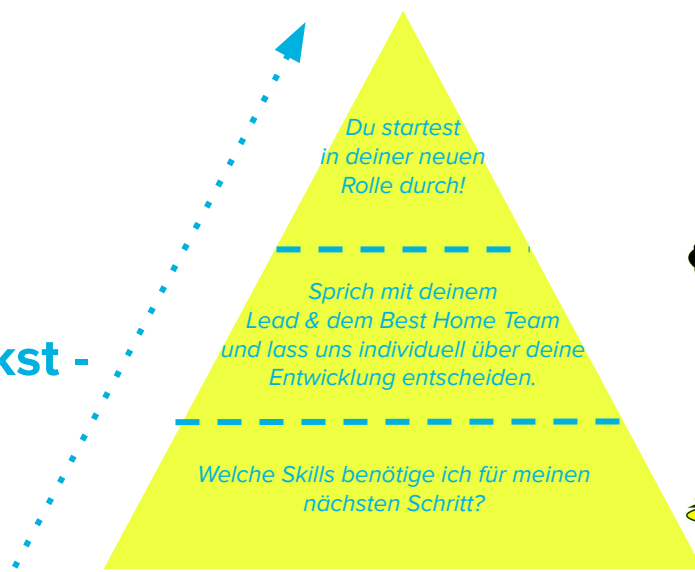 Du startest
in deiner neuen
Rolle durch!
Sprich mit deinem
Lead & dem Best Home Team
und lass uns individuell über deine
Entwicklung entscheiden.
kst -
Welche Skills benötige ich für meinen
nächsten Schritt?